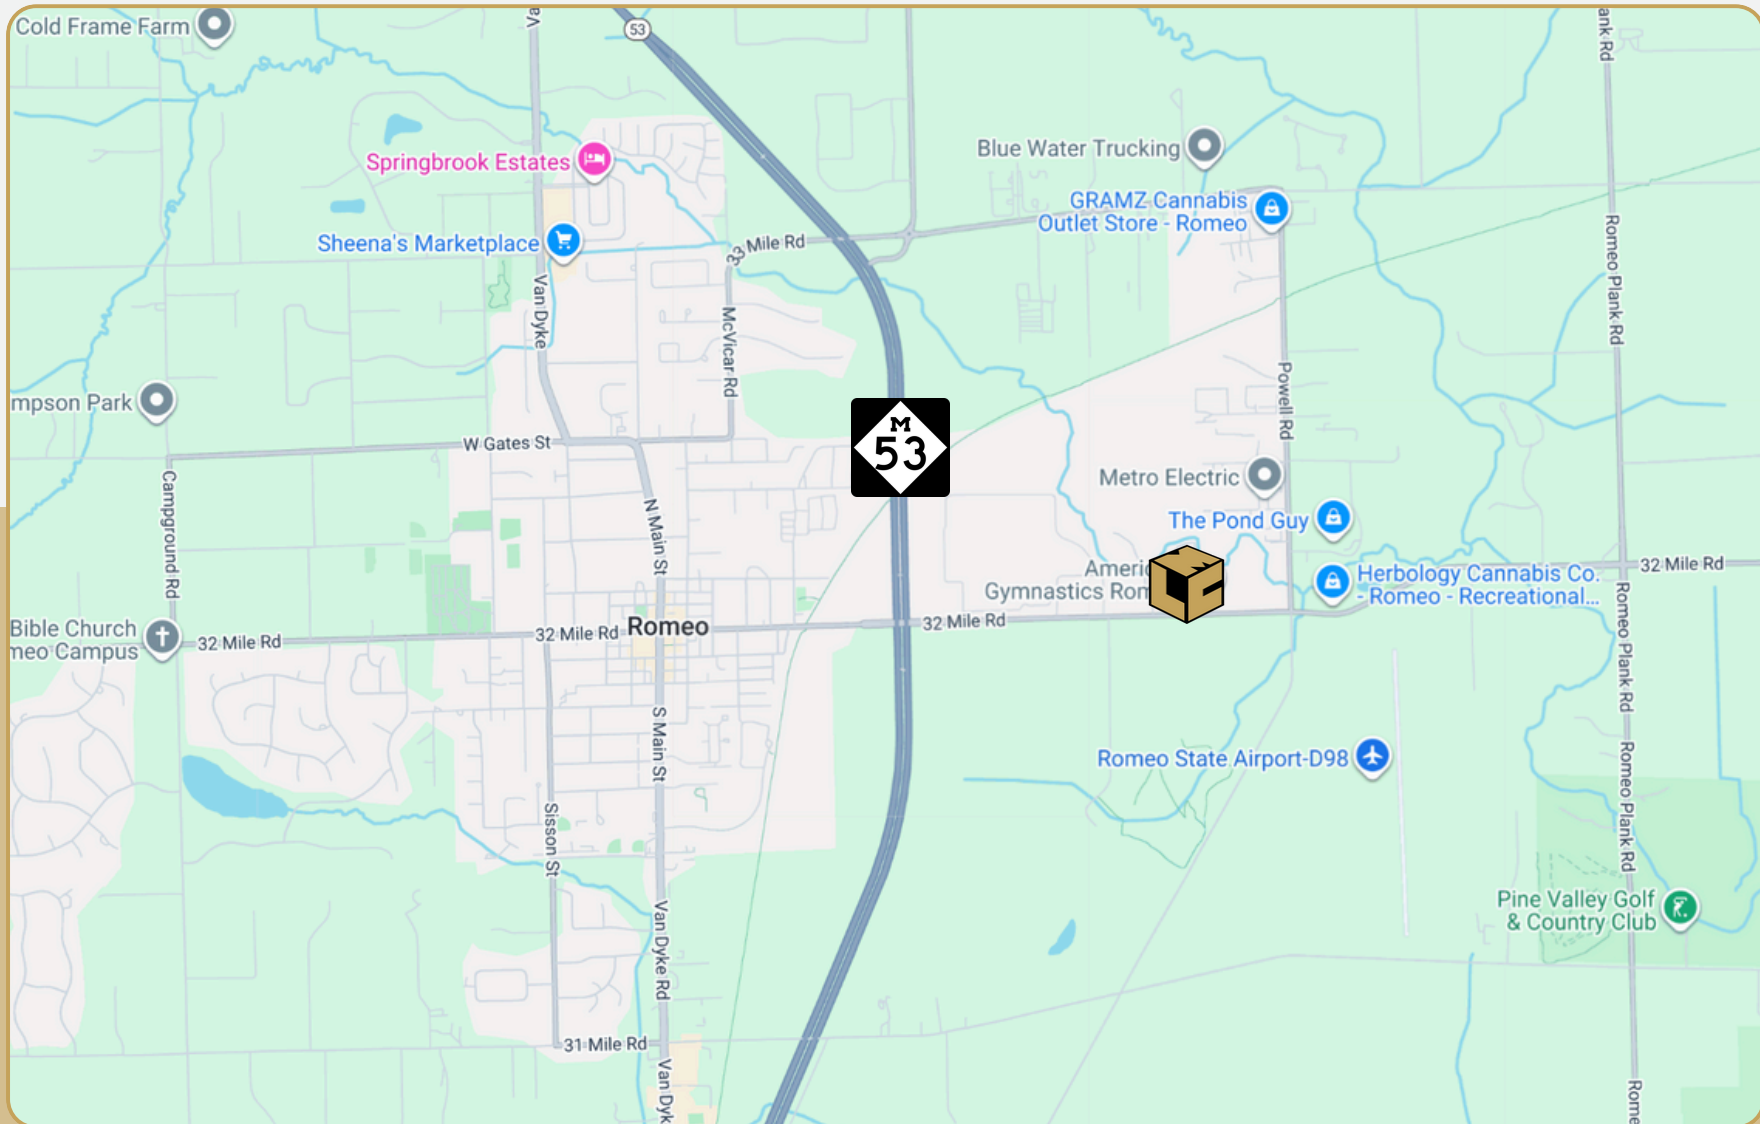 Cold Frame Farm
53
Springbrook Estates
Sheena's Marketplace
Blue Water Trucking
GRAMZ Cannabis
Outlet Store - Romeo
33 Mile Rd
Van Dyke
McVicar Rd
Romeo Plank Rd
ank Rd
mpson Park
W Gates St
M
53
Powell Rd
Metro Electric
The Pond Guy
Campground Rd
N Main St
Americ
Gymnastics Rom
Herbology Cannabis Co.
- Romeo - Recreational...
32 Mile Rd
Bible Church
meo Campus
32 Mile Rd
32 Mile Rd
Romeo
32 Mile Rd
Romeo Plank Rd
S Main St
Romeo State Airport-D98
Romeo Plank Rd
Sisson St
Van Dyke Rd
Pine Valley Golf
& Country Club
31 Mile Rd
Van Dyk
Rome